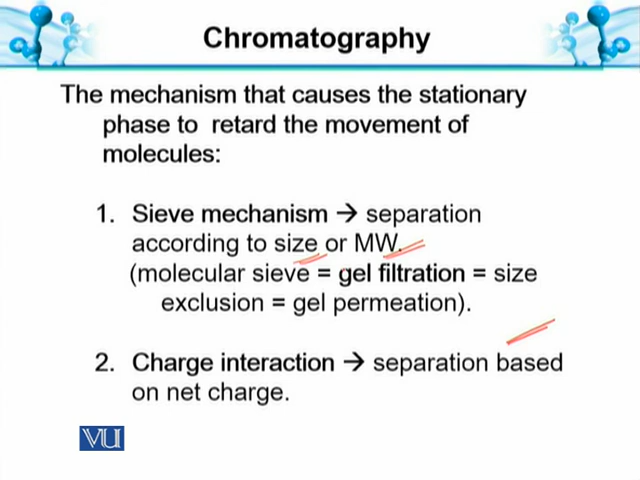 Chromatography
The mechanism that causes the stationary
phase to retard the movement of
molecules:
1. Sieve mechanism → separation
according to size or MW.
(molecular sieve = gel filtration = size
exclusion = gel permeation).
2. Charge interaction → separation based
on net charge.
VU